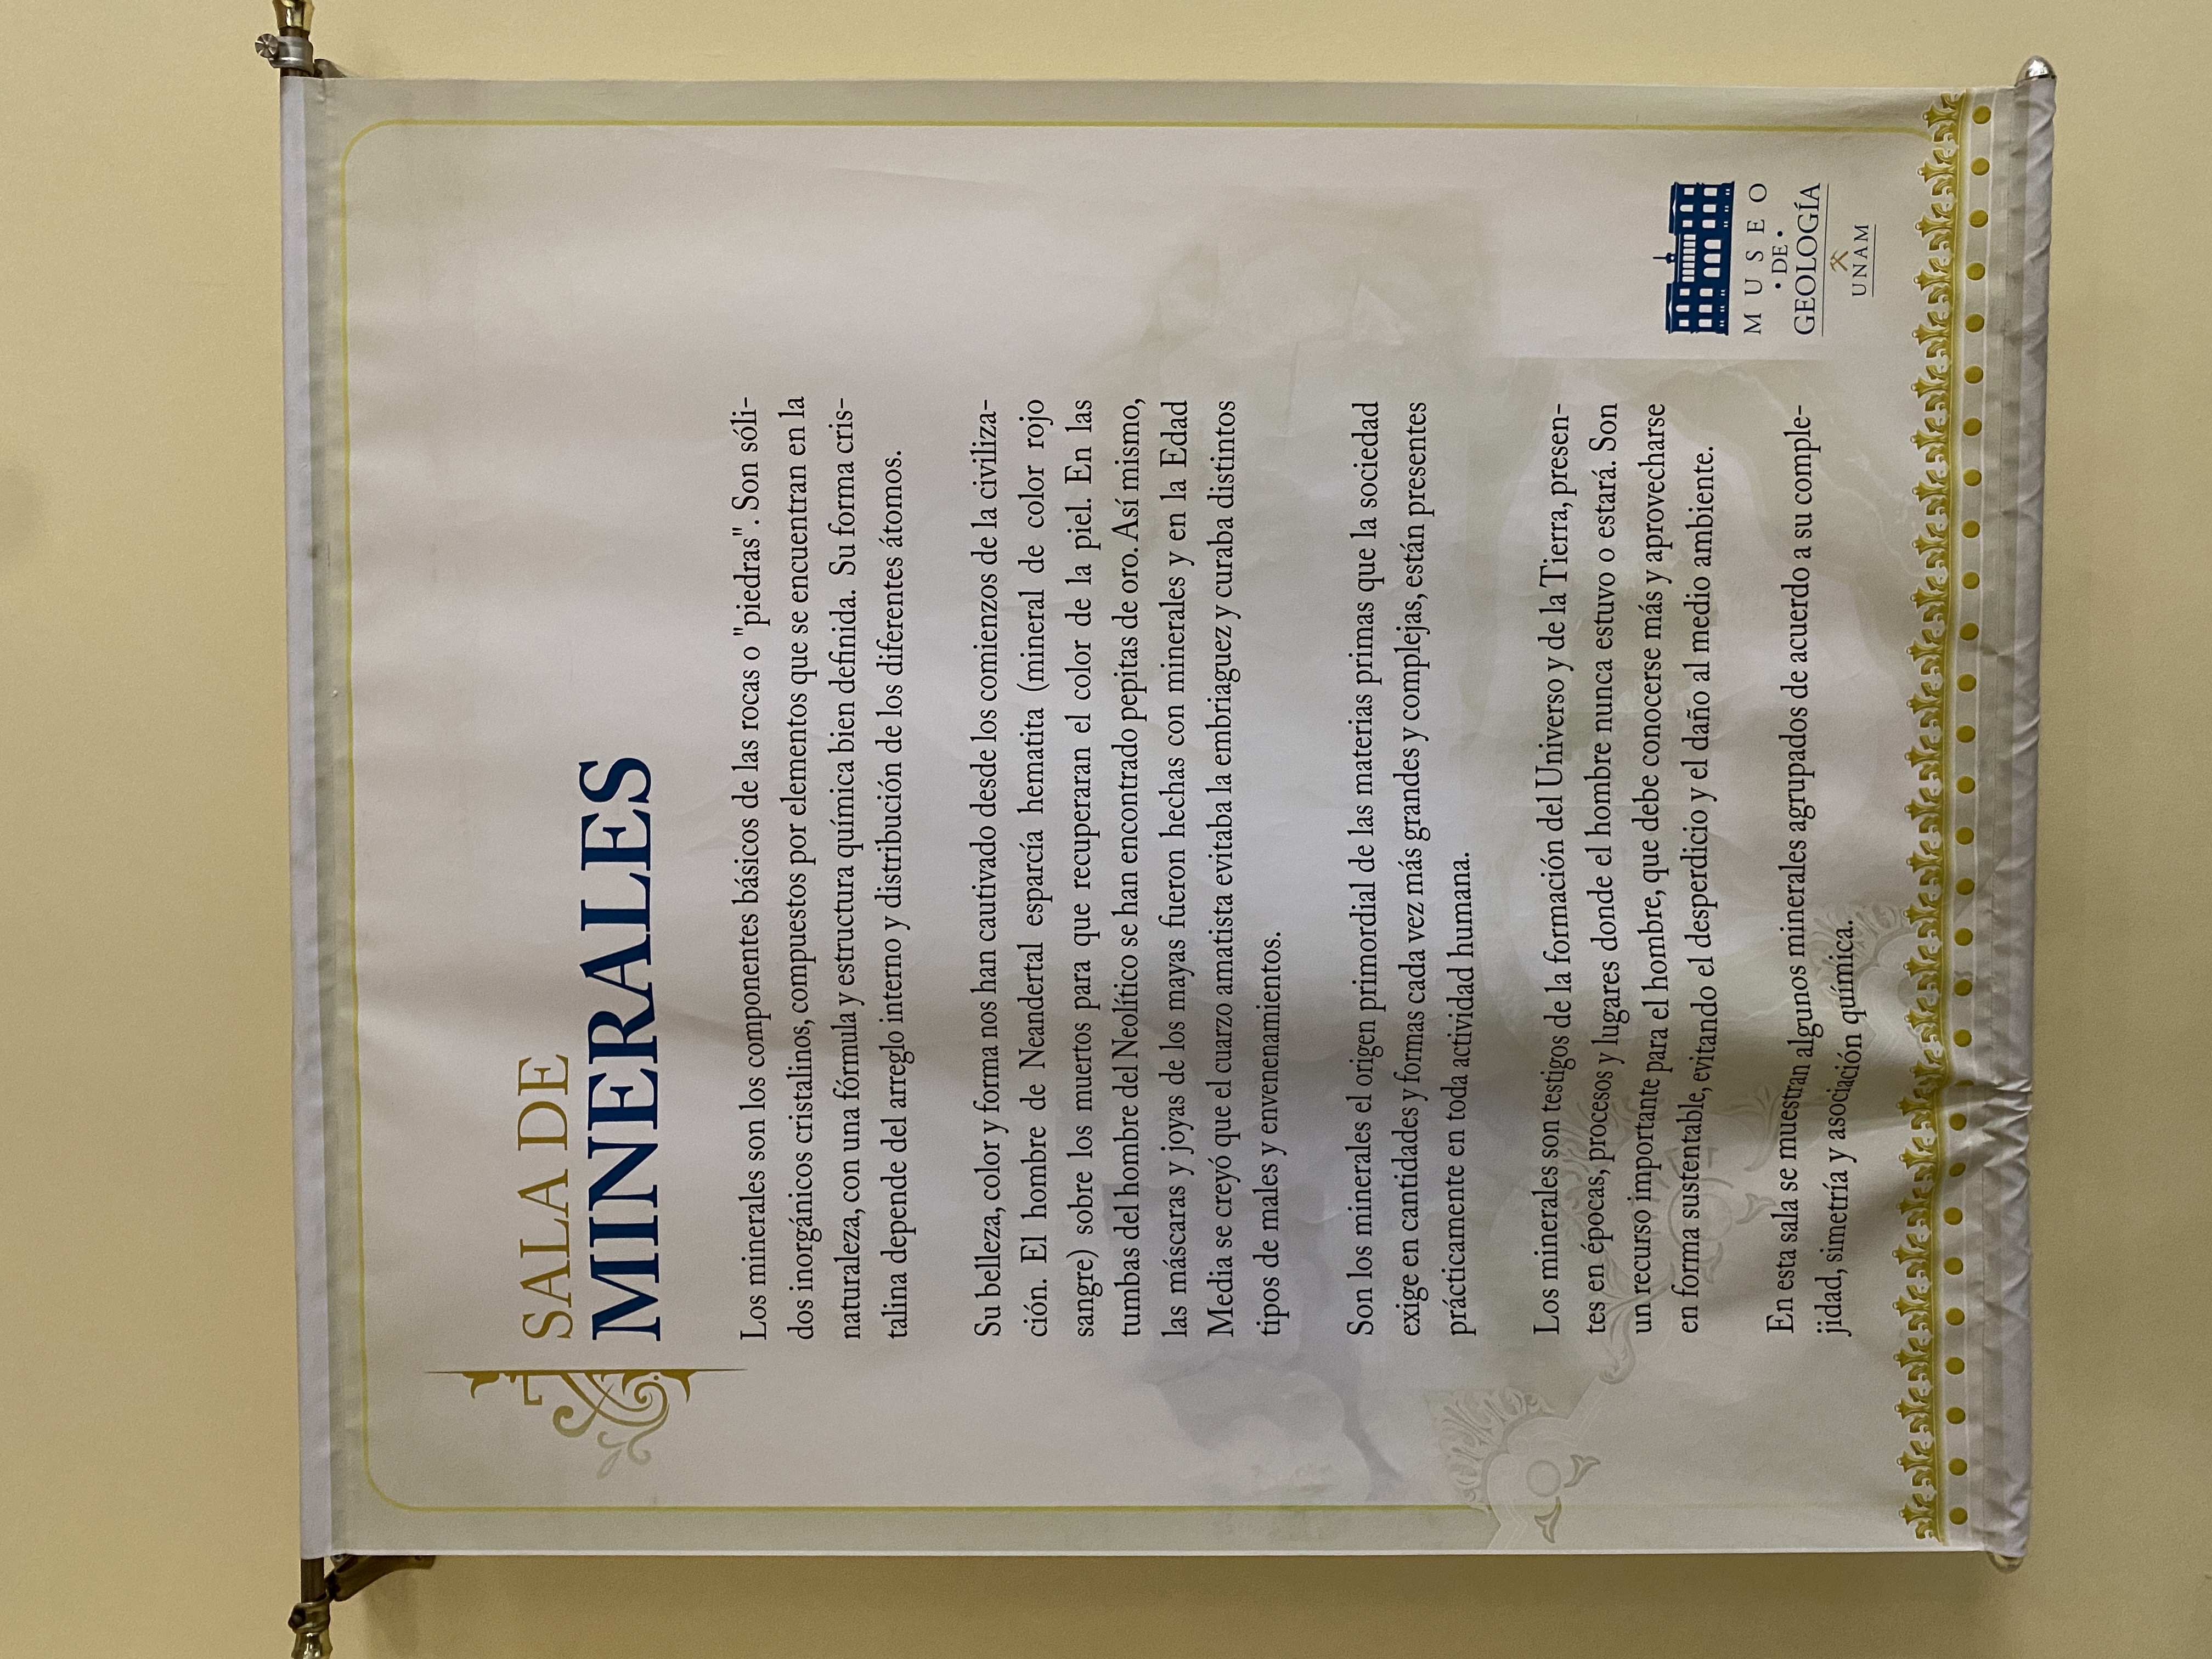 SALA DE
MINERALES
Los minerales son los componentes básicos de las rocas o "piedras". Son sóli-
dos inorgánicos cristalinos, compuestos por elementos que se encuentran en la
naturaleza, con una fórmula y estructura química bien definida. Su forma cris-
talina depende del arreglo interno y distribución de los diferentes átomos.
Su belleza, color y forma nos han cautivado desde los comienzos de la civiliza-
ción. El hombre de Neandertal esparcía hematita (mineral de color rojo
sangre) sobre los muertos para que recuperaran el color de la piel. En las
tumbas del hombre del Neolítico se han encontrado pepitas de oro. Así mismo,
las máscaras y joyas de los mayas fueron hechas con minerales y en la Edad
Media se creyó que el cuarzo amatista evitaba la embriaguez y curaba distintos
tipos de males y envenenamientos.
Son los minerales el origen primordial de las materias primas que la sociedad
exige en cantidades y formas cada vez más grandes y complejas, están presentes
prácticamente en toda actividad humana.
Los minerales son testigos de la formación del Universo y de la Tierra, presen-
tes en épocas, procesos y lugares donde el hombre nunca estuvo o estará. Son
un recurso importante para el hombre, que debe conocerse más y aprovecharse
en forma sustentable, evitando el desperdicio y el daño al medio ambiente.
En esta sala se muestran algunos minerales agrupados de acuerdo a su comple-
jidad, simetría y asociación química.
MUSEO
• DE •
GEOLOGÍA
UNAM